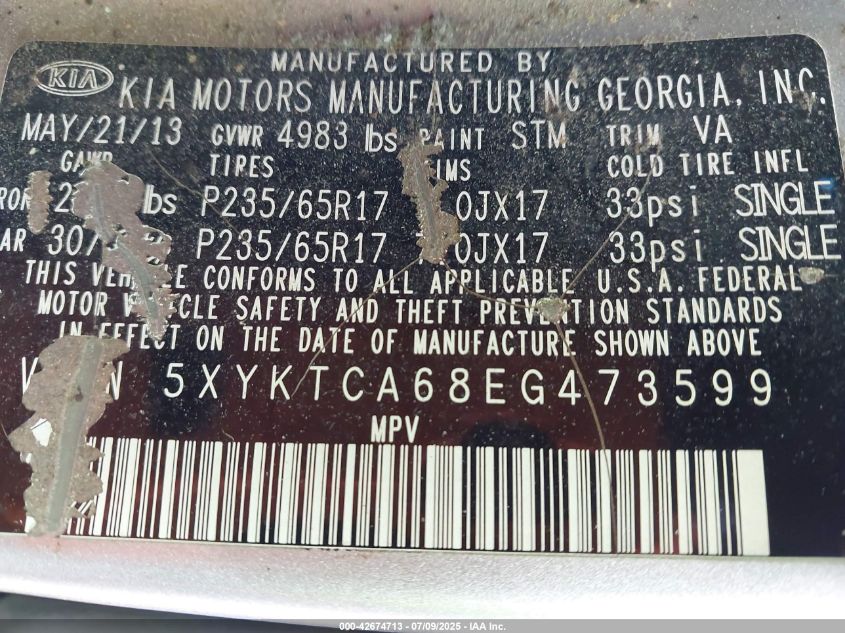 MANUFACTURED BY
KIA KIA MOTORS MANUFACTURING GEORGIA, INC.
MAY/21/13 GVWR 4983 lbs PAINT STM TRIM VA
GAWR TIRES COLD TIRE INFL
lbs P235/65R17 0JX17 33psi SINGLE
P235/65R17 0JX17 33psi SINGLE
THIS VEHICLE CONFORMS TO ALL APPLICABLE U.S.A. FEDERAL
MOTOR VEHICLE SAFETY AND THEFT PREVENTION STANDARDS
IN EFFECT ON THE DATE OF MANUFACTURE SHOWN ABOVE
5XYKTCA68EG473599
MPV
000-42674713 - 07/09/2025 - IAA Inc.